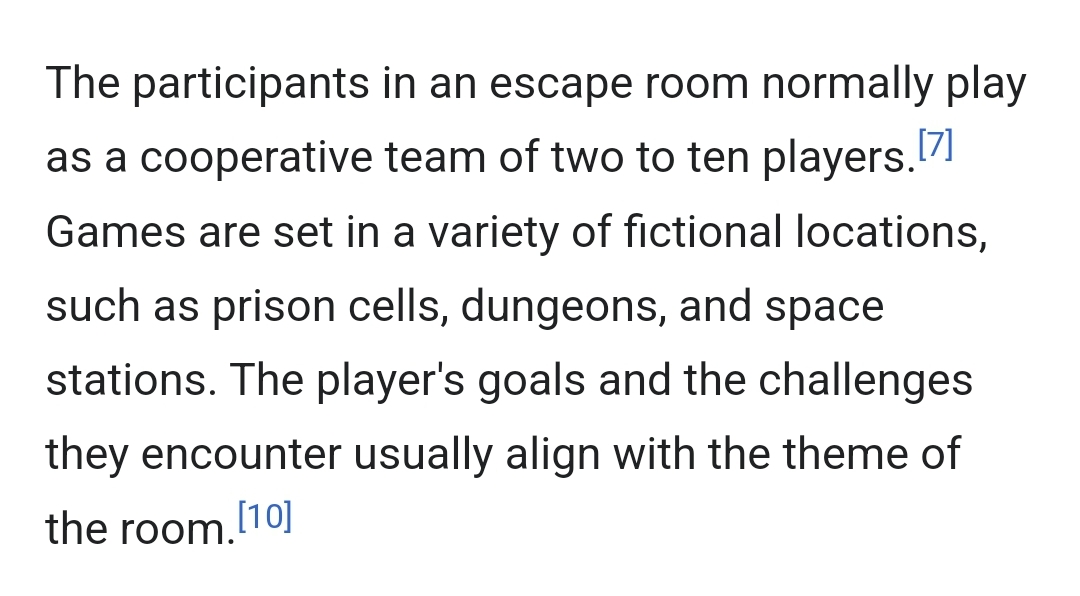 The participants in an escape room normally play
as a cooperative team of two to ten players.[7]
Games are set in a variety of fictional locations,
such as prison cells, dungeons, and space
stations. The player's goals and the challenges
they encounter usually align with the theme of
the room.[10]